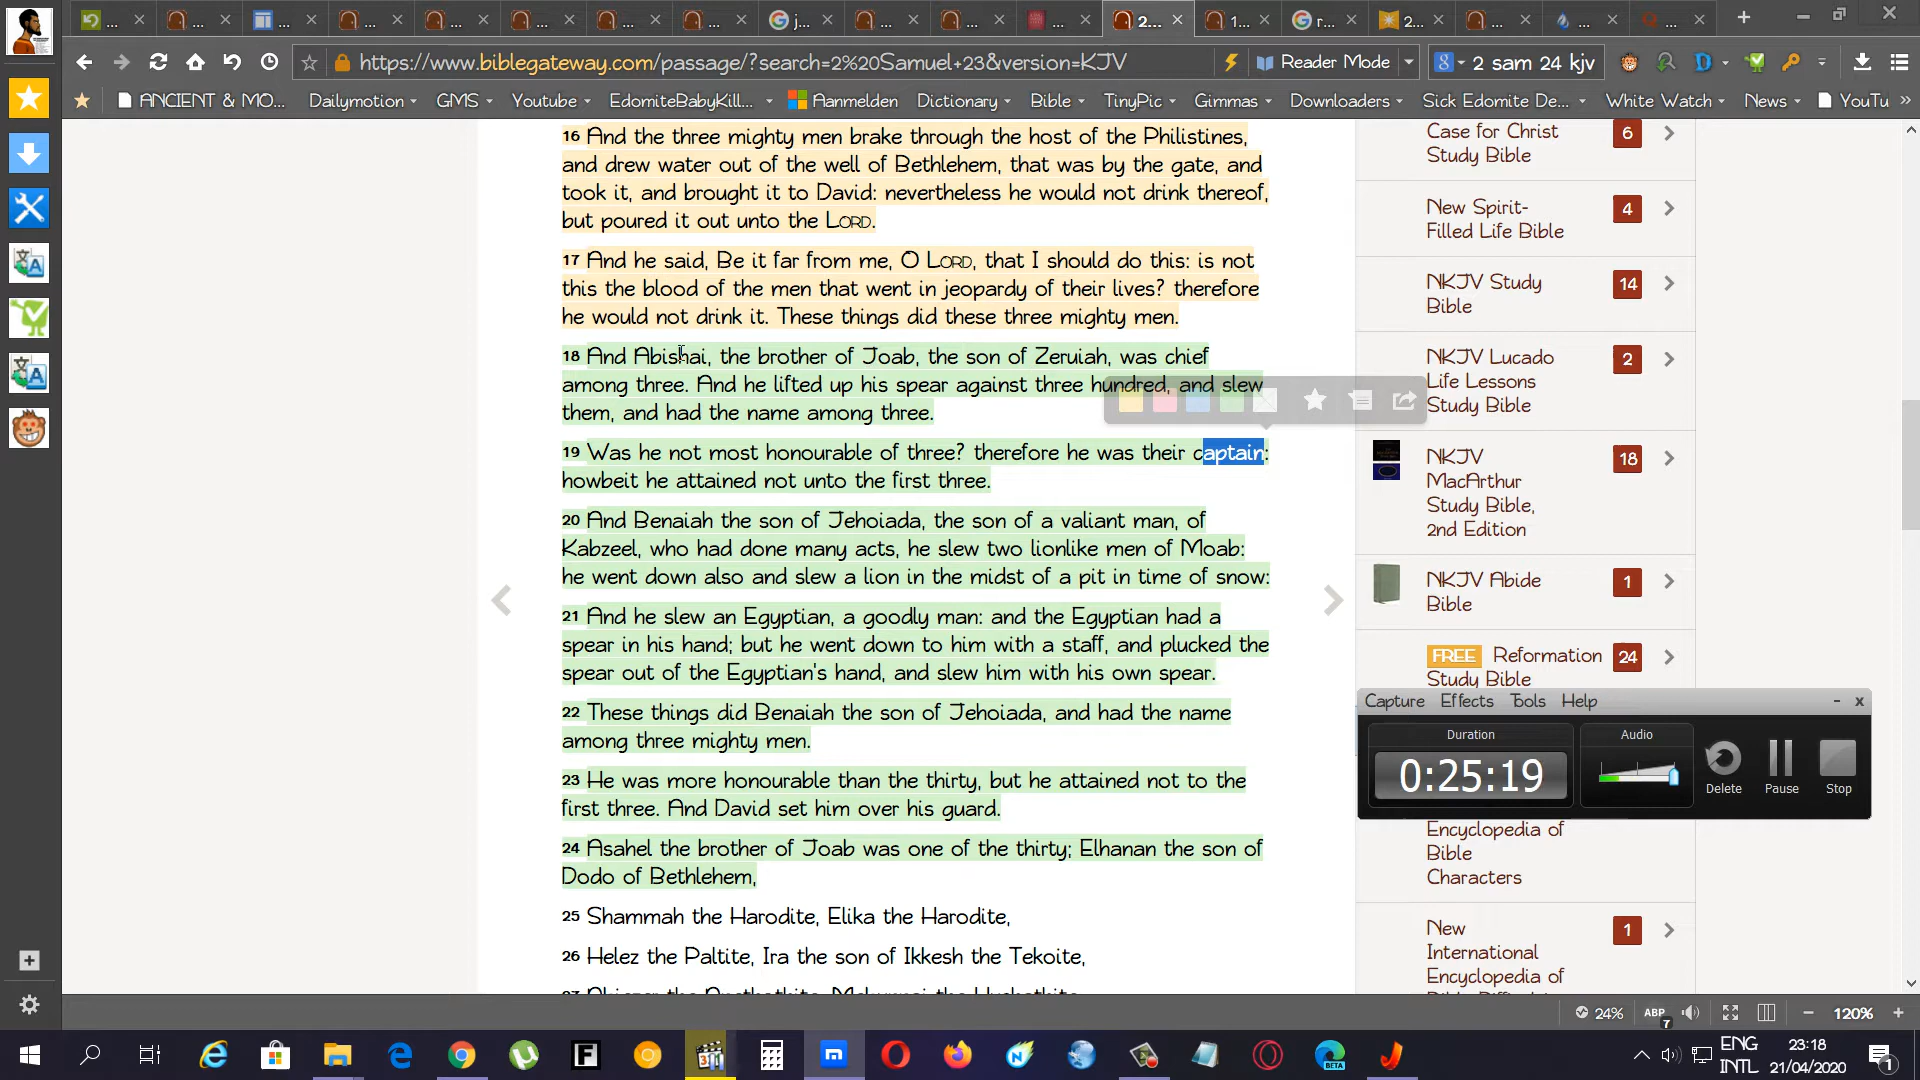 ...
...
...
...
...
...
...
...
j...
...
...
...
2...
1...
r...
2...
...
...
...
https://www.biblegateway.com/passage/?search=2%20Samuel+23&version=KJV
Reader Mode
2 sam 24 kjv
ANCIENT & MO...
Dailymotion
GMS
Youtube
EdomiteBabyKill...
Aanmelden
Dictionary
Bible
TinyPic
Gimmas
Downloaders
Sick Edomite De...
White Watch
News
YouTu
16 And the three mighty men brake through the host of the Philistines,
and drew water out of the well of Bethlehem, that was by the gate, and
took it, and brought it to David: nevertheless he would not drink thereof,
but poured it out unto the LORD.
17 And he said, Be it far from me, O LORD, that I should do this: is not
this the blood of the men that went in jeopardy of their lives? therefore
he would not drink it. These things did these three mighty men.
18 And Abishai, the brother of Joab, the son of Zeruiah, was chief
among three. And he lifted up his spear against three hundred, and slew
them, and had the name among three.
19 Was he not most honourable of three? therefore he was their captain:
howbeit he attained not unto the first three.
20 And Benaiah the son of Jehoiada, the son of a valiant man, of
Kabzeel, who had done many acts, he slew two lionlike men of Moab:
he went down also and slew a lion in the midst of a pit in time of snow:
21 And he slew an Egyptian, a goodly man: and the Egyptian had a
spear in his hand; but he went down to him with a staff, and plucked the
spear out of the Egyptian's hand, and slew him with his own spear.
22 These things did Benaiah the son of Jehoiada, and had the name
among three mighty men.
23 He was more honourable than the thirty, but he attained not to the
first three. And David set him over his guard.
24 Asahel the brother of Joab was one of the thirty; Elhanan the son of
Dodo of Bethlehem,
25 Shammah the Harodite, Elika the Harodite,
26 Helez the Paltite, Ira the son of Ikkesh the Tekoite,
Case for Christ
Study Bible
6
New Spirit-
Filled Life Bible
4
NKJV Study
Bible
14
NKJV Lucado
Life Lessons
Study Bible
2
NKJV
MacArthur
Study Bible,
2nd Edition
18
NKJV Abide
Bible
1
FREE Reformation
Study Bible
24
Capture Effects Tools Help
Duration
0:25:19
Audio
Delete
Pause
Stop
Encyclopedia of
Bible
Characters
New
International
Encyclopedia of
1
24%
ABP
7
120%
31
F
BETA
ENG
INTL
23:18
21/04/2020
1